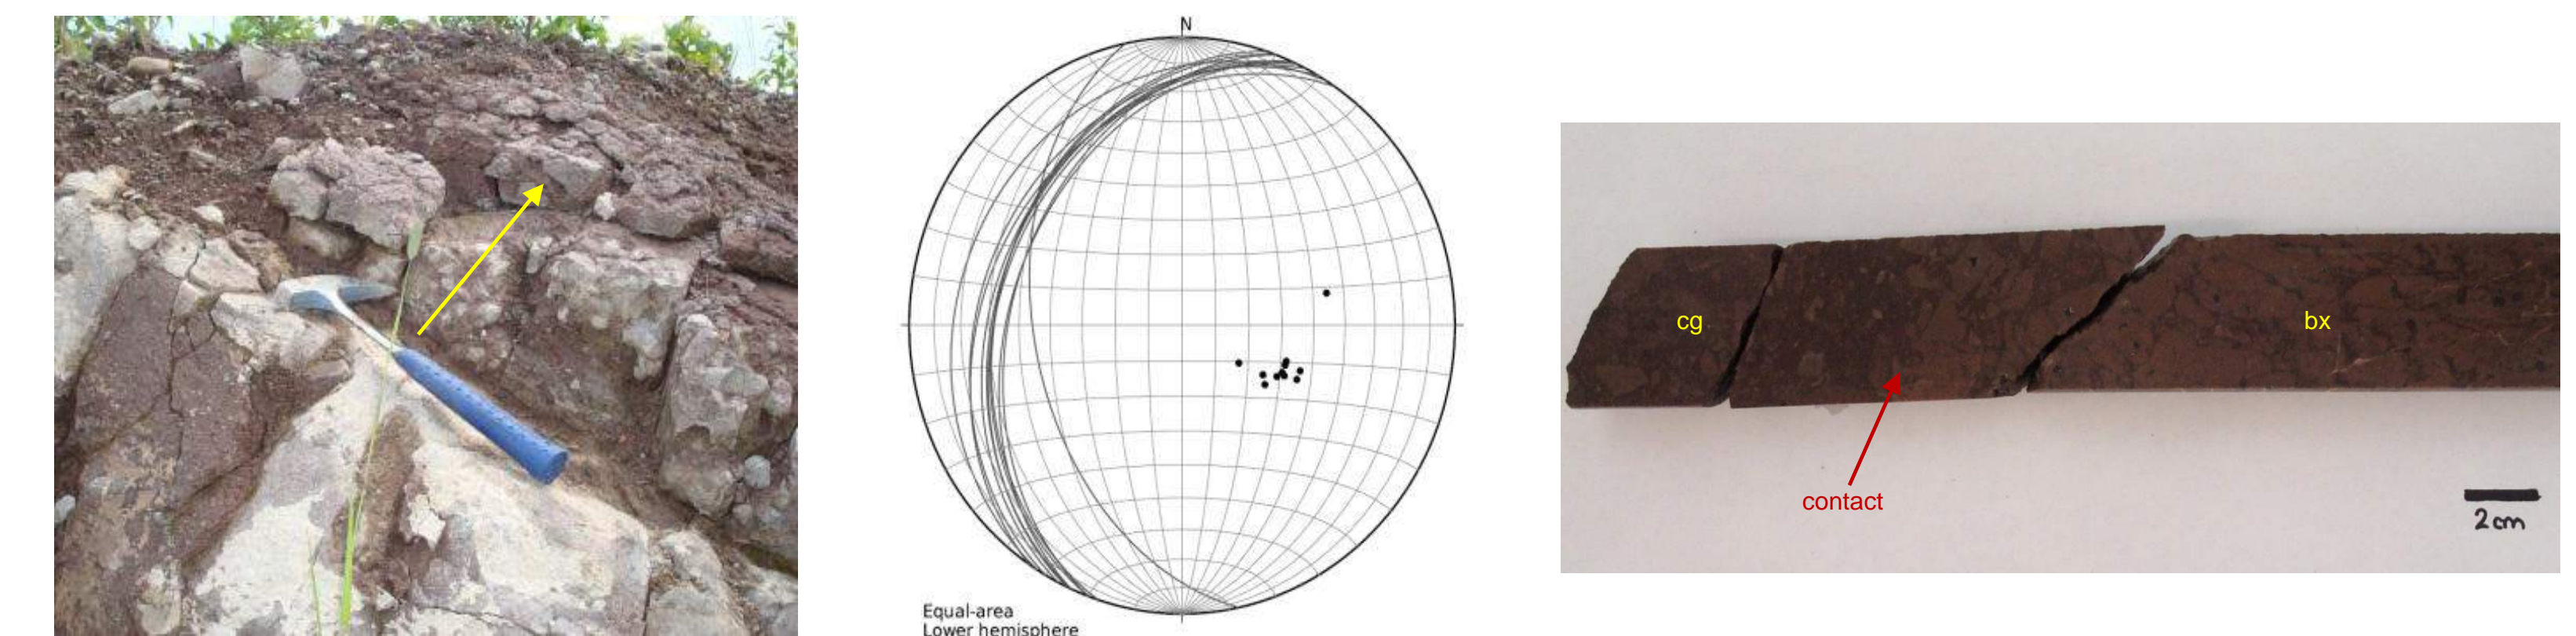 N
Equal-area
Lower hemisphere
cg
bx
contact
2cm